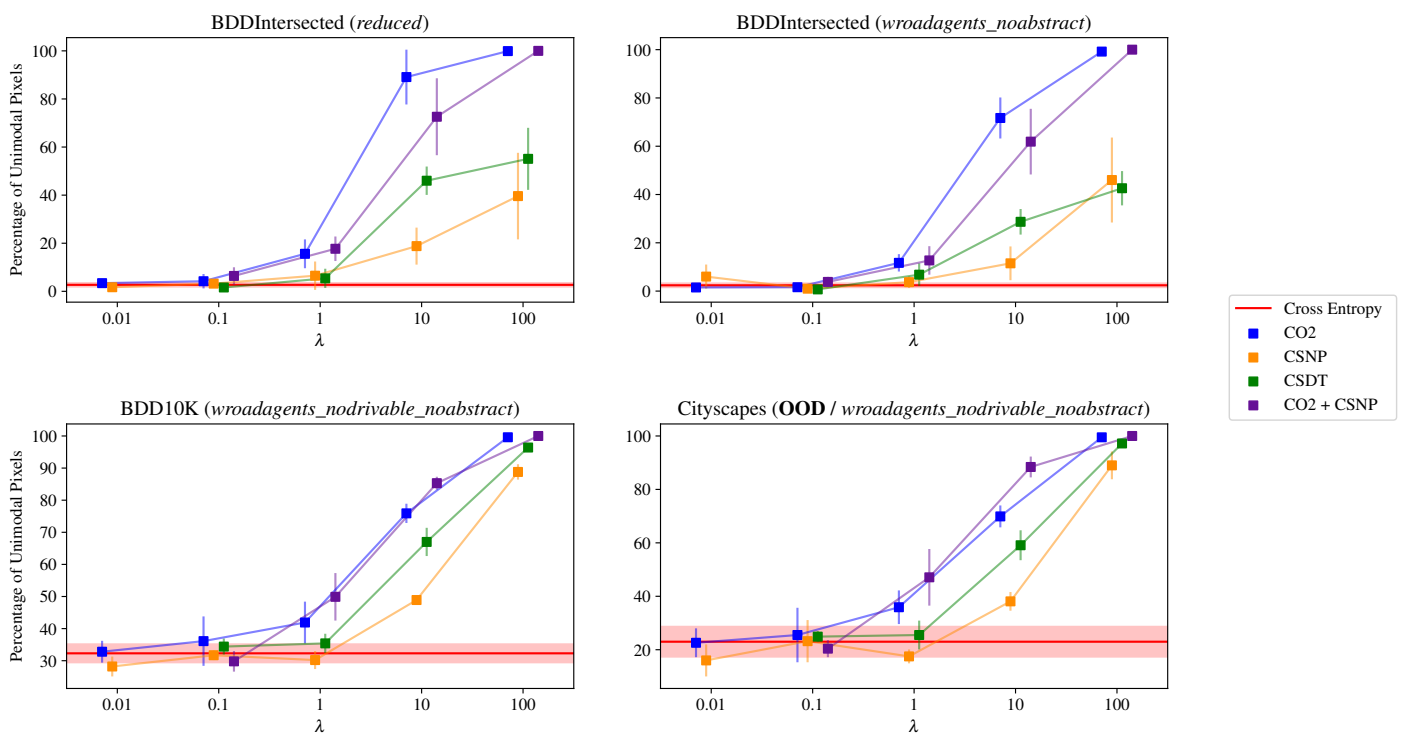 BDDIntersected (reduced)
Percentage of Unimodal Pixels
100
80
60
40
20
0
0.01 0.1 1 10 100
λ
BDDIntersected (wroadagents_noabstract)
100
80
60
40
20
0
0.01 0.1 1 10 100
λ
Cross Entropy
CO2
CSNP
CSDT
CO2 + CSNP
BDD10K (wroadagents_nodrivable_noabstract)
Percentage of Unimodal Pixels
100
90
80
70
60
50
40
30
0.01 0.1 1 10 100
λ
Cityscapes (OOD / wroadagents_nodrivable_noabstract)
100
80
60
40
20
0.01 0.1 1 10 100
λ